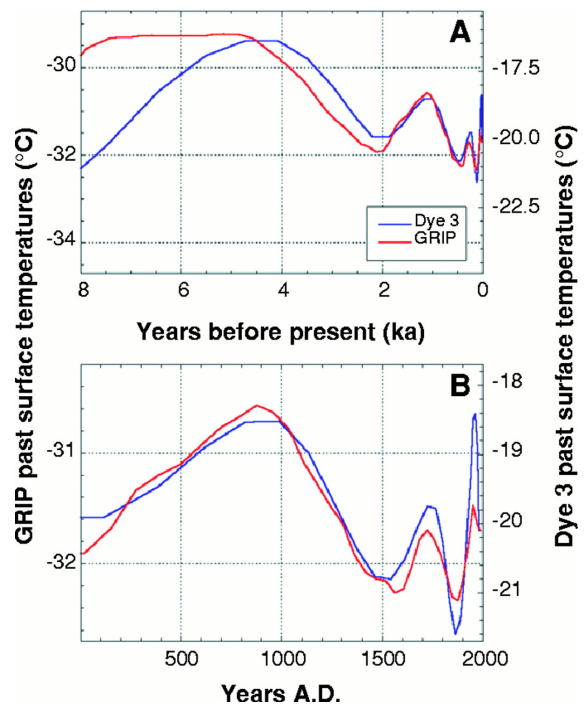 A
-30
-32
-34
-17.5
-20.0
-22.5
Dye 3
GRIP
8
6
4
2
0
Years before present (ka)
GRIP past surface temperatures (°C)
Dye 3 past surface temperatures (°C)
B
-31
-32
-18
-19
-20
-21
500
1000
1500
2000
Years A.D.